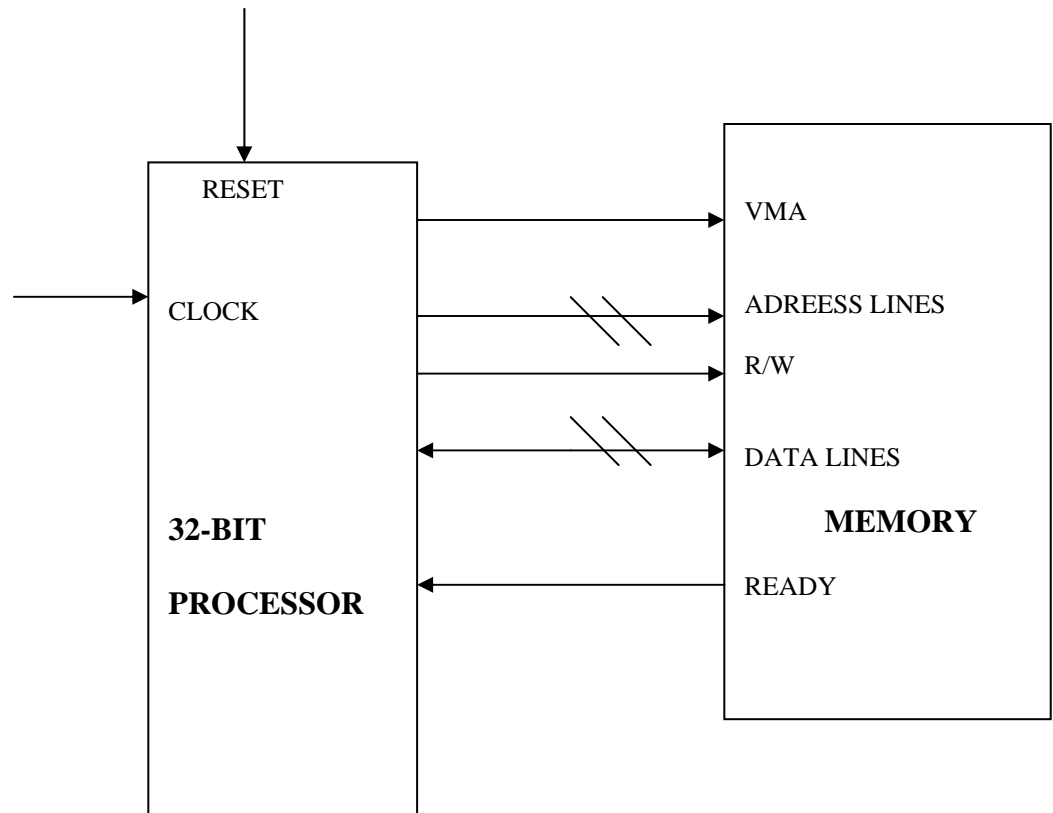 RESET
CLOCK
32-BIT
PROCESSOR
VMA
ADREESS LINES
R/W
DATA LINES
MEMORY
READY